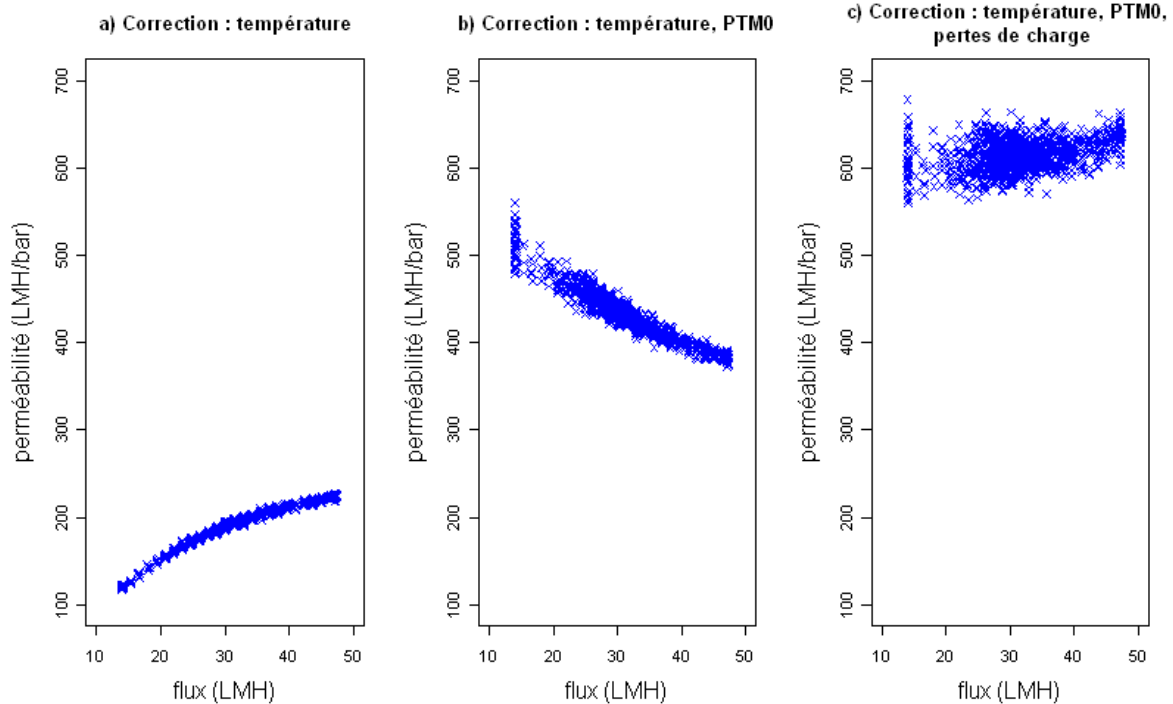 a) Correction : température
700
600
500
400
300
200
100
perméabilité (LMH/bar)
10 20 30 40 50
flux (LMH)
b) Correction : température, PTM0
700
600
500
400
300
200
100
perméabilité (LMH/bar)
10 20 30 40 50
flux (LMH)
c) Correction : température, PTM0,
pertes de charge
700
600
500
400
300
200
100
perméabilité (LMH/bar)
10 20 30 40 50
flux (LMH)